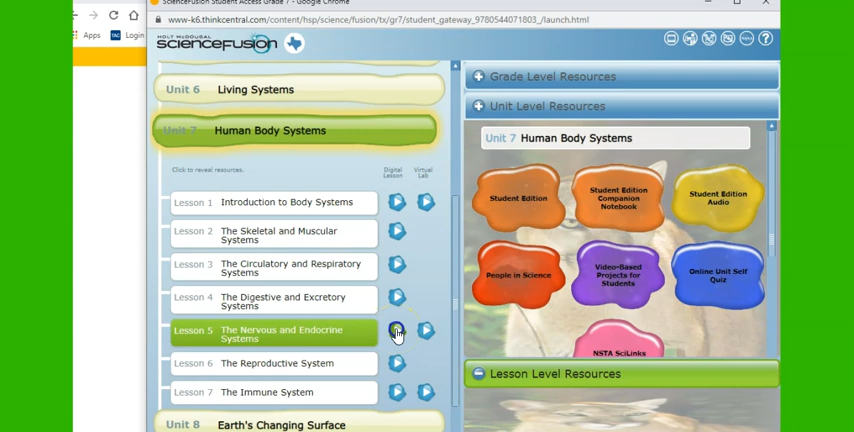 ScienceFusion Student Access Grade 7 - Google Chrome
www-k6.thinkcentral.com/content/hsp/science/fusion/tx/gr7/student_gateway_9780544071803_/launch.html
Apps
TAC
Login
HOLT McDOUGAL
SCIENCEFUSION
Unit 6 Living Systems
Unit 7 Human Body Systems
Click to reveal resources.
Digital
Lesson
Virtual
Lab
Lesson 1 Introduction to Body Systems
Lesson 2 The Skeletal and Muscular
Systems
Lesson 3 The Circulatory and Respiratory
Systems
Lesson 4 The Digestive and Excretory
Systems
Lesson 5 The Nervous and Endocrine
Systems
Lesson 6 The Reproductive System
Lesson 7 The Immune System
Unit 8 Earth's Changing Surface
Grade Level Resources
Unit Level Resources
Unit 7 Human Body Systems
Student Edition
Student Edition
Companion
Notebook
Student Edition
Audio
People in Science
Video-Based
Projects for
Students
Online Unit Self
Quiz
NSTA SciLinks
Lesson Level Resources